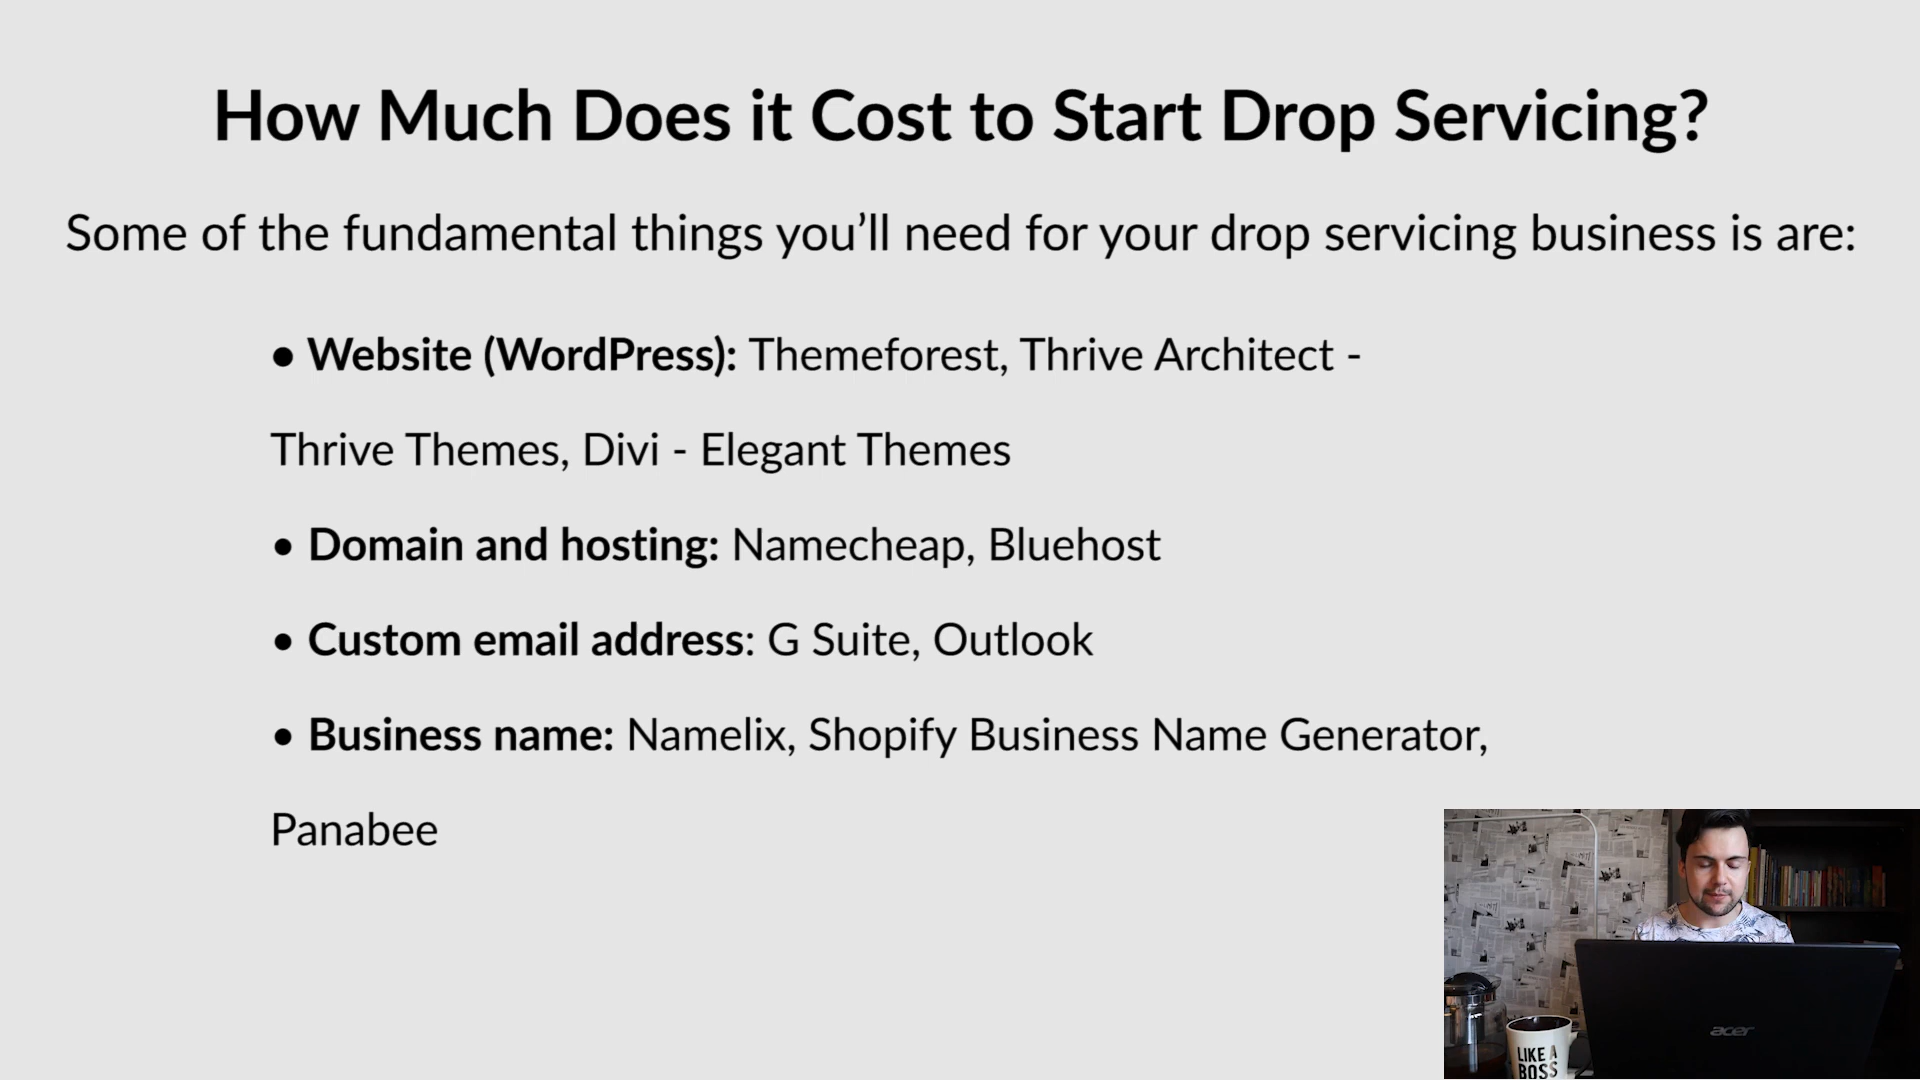 How Much Does it Cost to Start Drop Servicing?
Some of the fundamental things you’ll need for your drop servicing business is are:
• Website (WordPress): Themeforest, Thrive Architect -
Thrive Themes, Divi - Elegant Themes
• Domain and hosting: Namecheap, Bluehost
• Custom email address: G Suite, Outlook
• Business name: Namelix, Shopify Business Name Generator,
Panabee
acer
LIKE A
BOSS